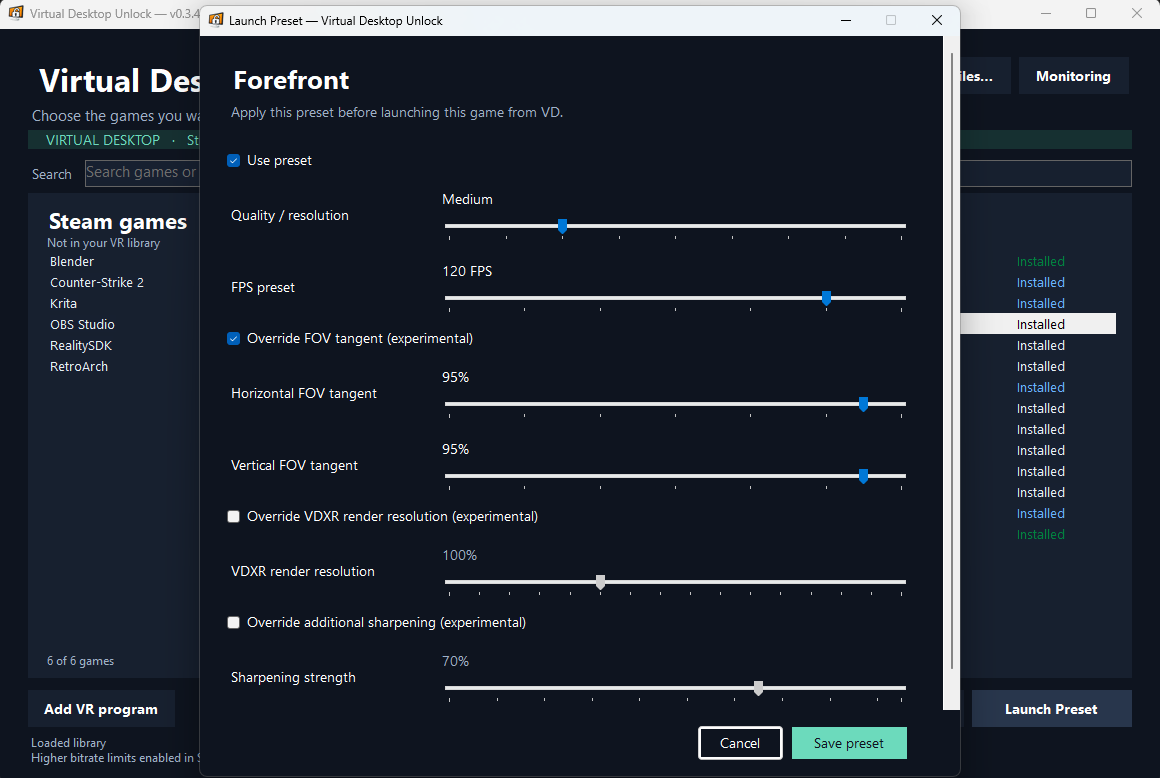 Virtual Desktop Unlock — v0.3.4
Launch Preset — Virtual Desktop Unlock
Virtual Des
Choose the games you wa
iles...
Monitoring
VIRTUAL DESKTOP · St
Search
Search games or
Steam games
Not in your VR library
Blender
Counter-Strike 2
Krita
OBS Studio
RealitySDK
RetroArch
6 of 6 games
Add VR program
Loaded library
Higher bitrate limits enabled in S
Forefront
Apply this preset before launching this game from VD.
Use preset
Medium
Quality / resolution
120 FPS
FPS preset
Override FOV tangent (experimental)
95%
Horizontal FOV tangent
95%
Vertical FOV tangent
Override VDXR render resolution (experimental)
100%
VDXR render resolution
Override additional sharpening (experimental)
70%
Sharpening strength
Cancel
Save preset
Installed
Installed
Installed
Installed
Installed
Installed
Installed
Installed
Installed
Installed
Installed
Installed
Installed
Installed
Launch Preset